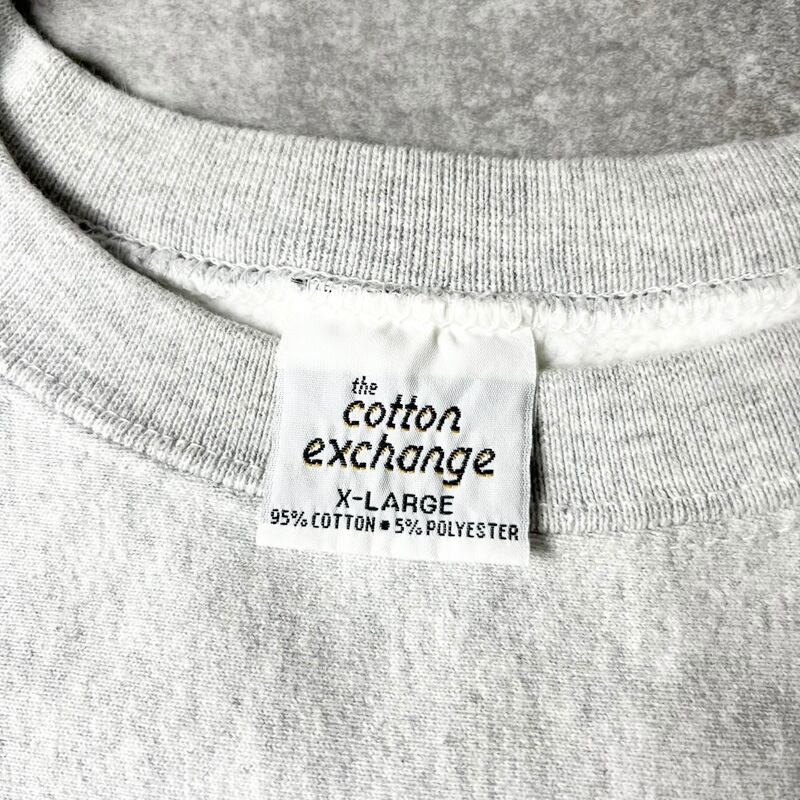 the
cotton
exchange
X-LARGE
95% COTTON • 5% POLYESTER